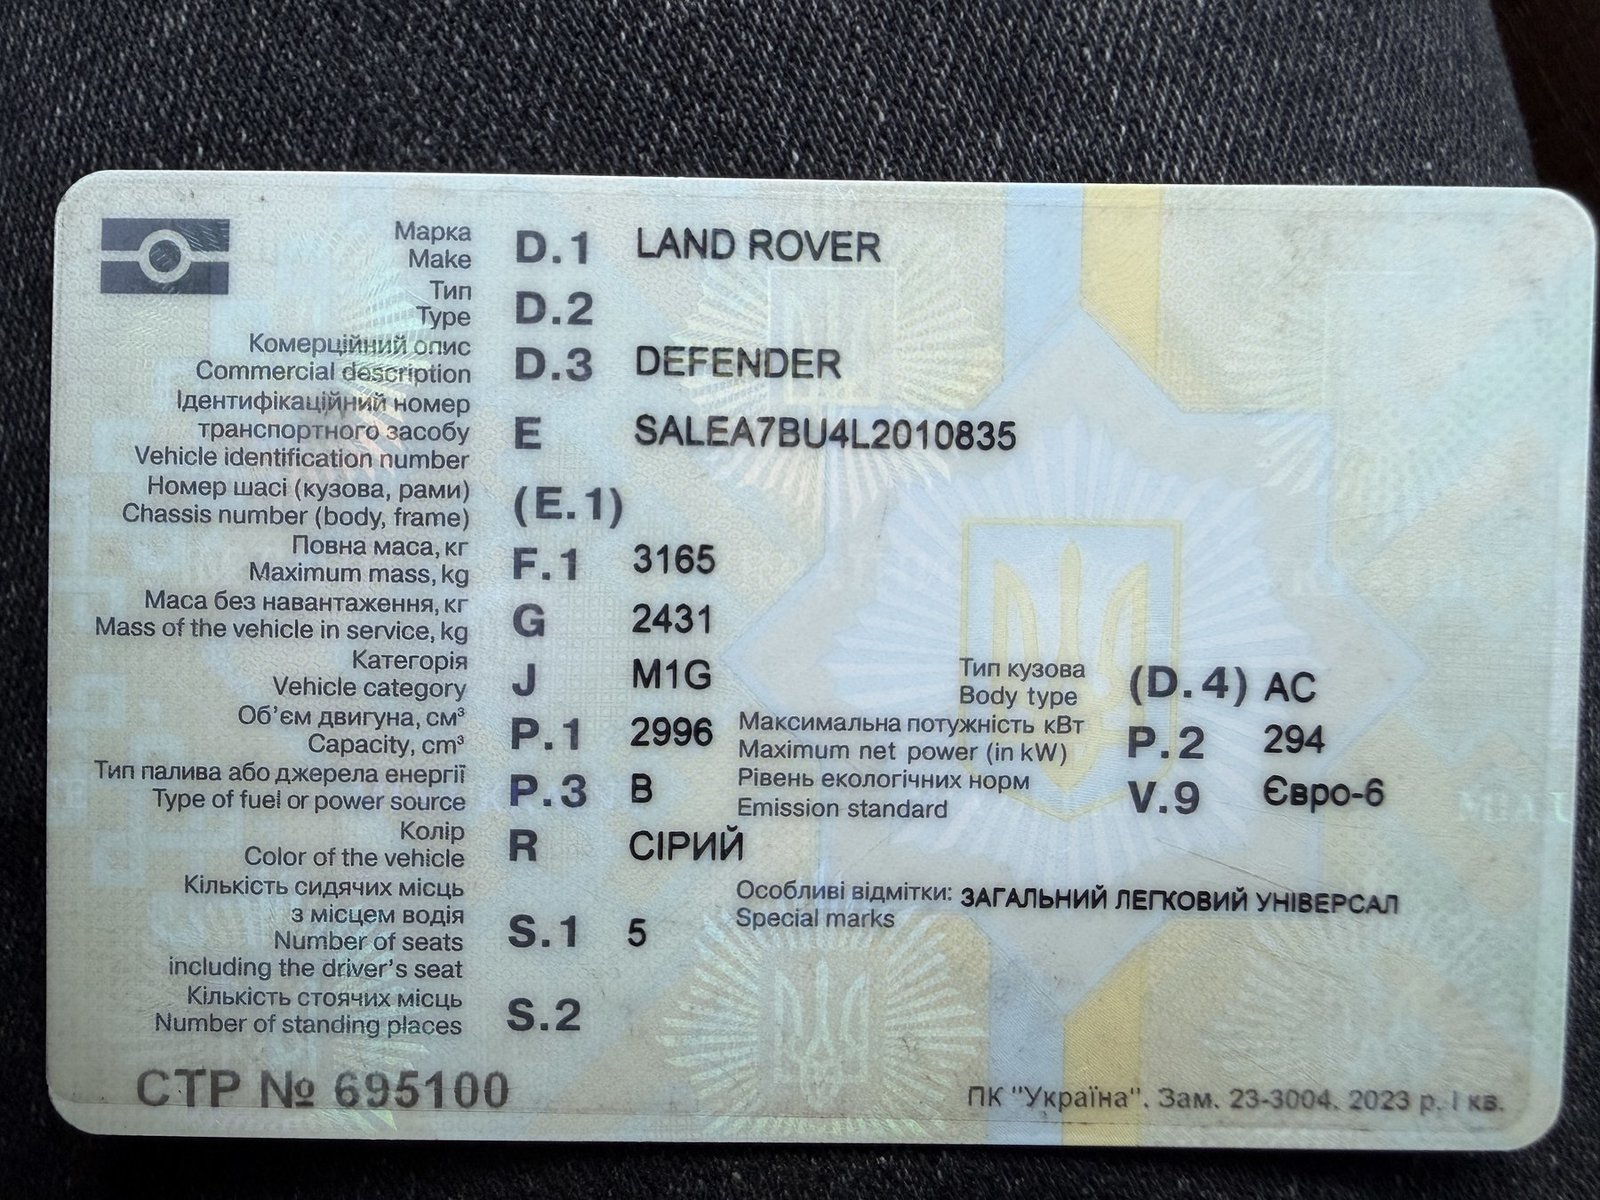 Марка
Make D.1 LAND ROVER
Тип
Type D.2
Комерційний опис
Commercial description D.3 DEFENDER
Ідентифікаційний номер
транспортного засобу
Vehicle identification number E SALEA7BU4L2010835
Номер шасі (кузова, рами)
Chassis number (body, frame) (E.1)
Повна маса, кг
Maximum mass, kg F.1 3165
Маса без навантаження, кг
Mass of the vehicle in service, kg G 2431
Категорія
Vehicle category J M1G
Тип кузова
Body type (D.4) AC
Об’єм двигуна, см³
Capacity, cm³ P.1 2996
Максимальна потужність кВт
Maximum net power (in kW) P.2 294
Тип палива або джерела енергії
Type of fuel or power source P.3 B
Рівень екологічних норм
Emission standard V.9 Євро-6
Колір
Color of the vehicle R СІРИЙ
Кількість сидячих місць
з місцем водія
Number of seats
including the driver’s seat S.1 5
Особливі відмітки: ЗАГАЛЬНИЙ ЛЕГКОВИЙ УНІВЕРСАЛ
Special marks
Кількість стоячих місць
Number of standing places S.2
СТР № 695100
ПК "Україна". Зам. 23-3004. 2023 р. І кв.